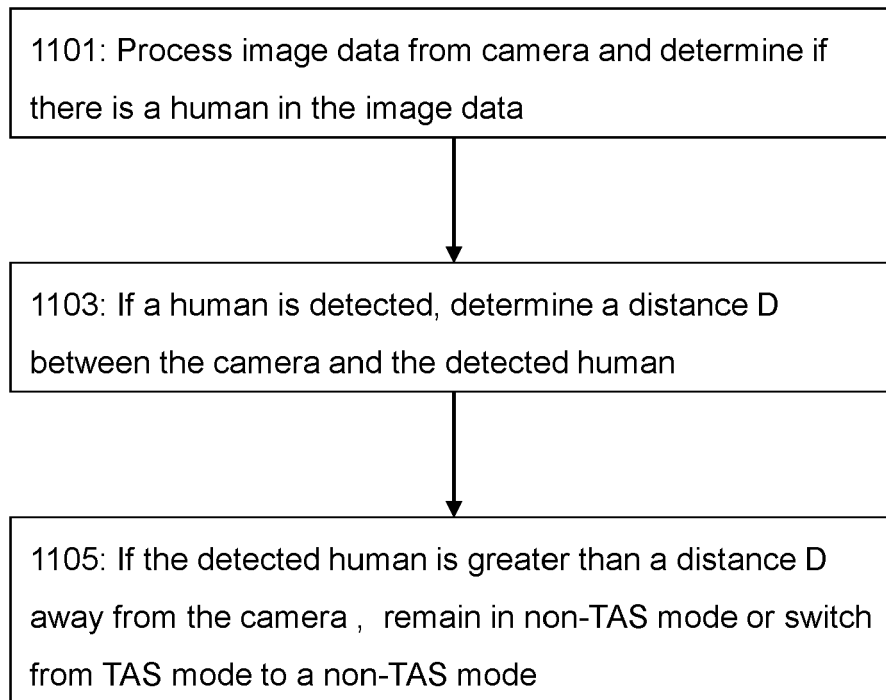 1101: Process image data from camera and determine if
there is a human in the image data
1103: If a human is detected, determine a distance D
between the camera and the detected human
1105: If the detected human is greater than a distance D
away from the camera , remain in non-TAS mode or switch
from TAS mode to a non-TAS mode